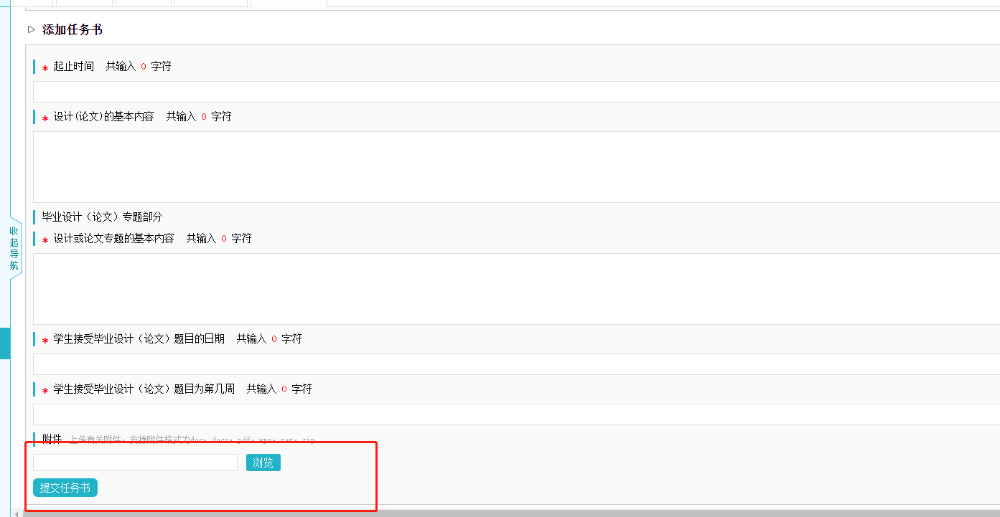 添加任务书
* 起止时间 共输入 0 字符
* 设计(论文)的基本内容 共输入 0 字符
毕业设计（论文）专题部分
* 设计或论文专题的基本内容 共输入 0 字符
收起导航
* 学生接受毕业设计（论文）题目的日期 共输入 0 字符
* 学生接受毕业设计（论文）题目为第几周 共输入 0 字符
附件 上传有关附件，支持附件格式为doc，docx，pdf，wps，rar，zip
浏览
提交任务书